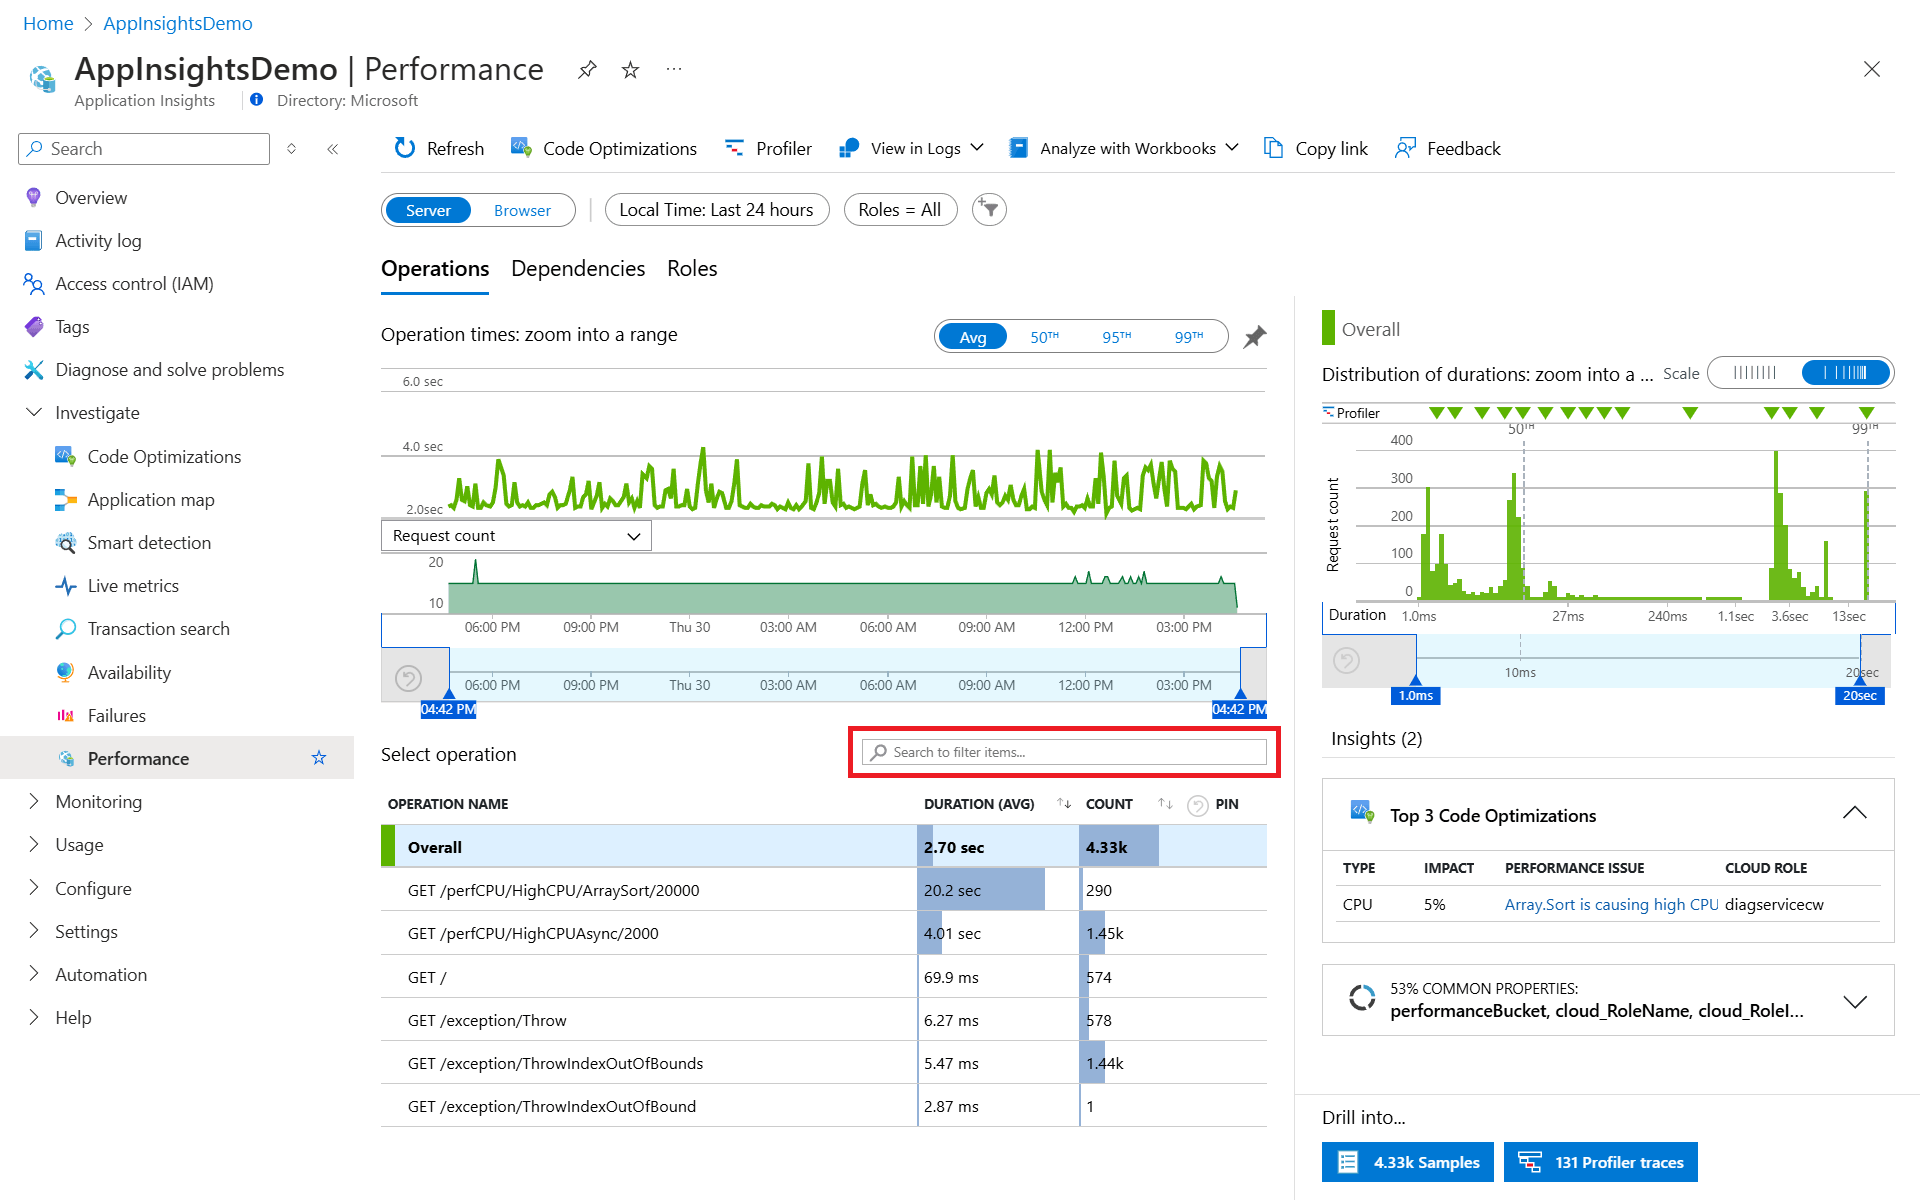 Home > AppInsightsDemo
AppInsightsDemo | Performance
Application Insights
Directory: Microsoft
Search
Overview
Activity log
Access control (IAM)
Tags
Diagnose and solve problems
Investigate
Code Optimizations
Application map
Smart detection
Live metrics
Transaction search
Availability
Failures
Performance
Monitoring
Usage
Configure
Settings
Automation
Help
Refresh
Code Optimizations
Profiler
View in Logs
Analyze with Workbooks
Copy link
Feedback
Server
Browser
Local Time: Last 24 hours
Roles = All
Operations
Dependencies
Roles
Operation times: zoom into a range
Avg
50TH
95TH
99TH
6.0 sec
4.0 sec
2.0sec
Request count
20
10
06:00 PM 09:00 PM Thu 30 03:00 AM 06:00 AM 09:00 AM 12:00 PM 03:00 PM
06:00 PM 09:00 PM Thu 30 03:00 AM 06:00 AM 09:00 AM 12:00 PM 03:00 PM
04:42 PM 04:42 PM
Select operation
Search to filter items...
OPERATION NAME DURATION (AVG) COUNT PIN
Overall 2.70 sec 4.33k
GET /perfCPU/HighCPU/ArraySort/20000 20.2 sec 290
GET /perfCPU/HighCPUAsync/2000 4.01 sec 1.45k
GET / 69.9 ms 574
GET /exception/Throw 6.27 ms 578
GET /exception/ThrowIndexOutOfBounds 5.47 ms 1.44k
GET /exception/ThrowIndexOutOfBound 2.87 ms 1
Overall
Distribution of durations: zoom into a ... Scale
Profiler
50TH 99TH
Request count
400
300
200
100
0
Duration 1.0ms 27ms 240ms 1.1sec 3.6sec 13sec
10ms 20sec
1.0ms 20sec
Insights (2)
Top 3 Code Optimizations
TYPE IMPACT PERFORMANCE ISSUE CLOUD ROLE
CPU 5% Array.Sort is causing high CPU diagservicecw
53% COMMON PROPERTIES:
performanceBucket, cloud_RoleName, cloud_RoleI...
Drill into...
4.33k Samples
131 Profiler traces